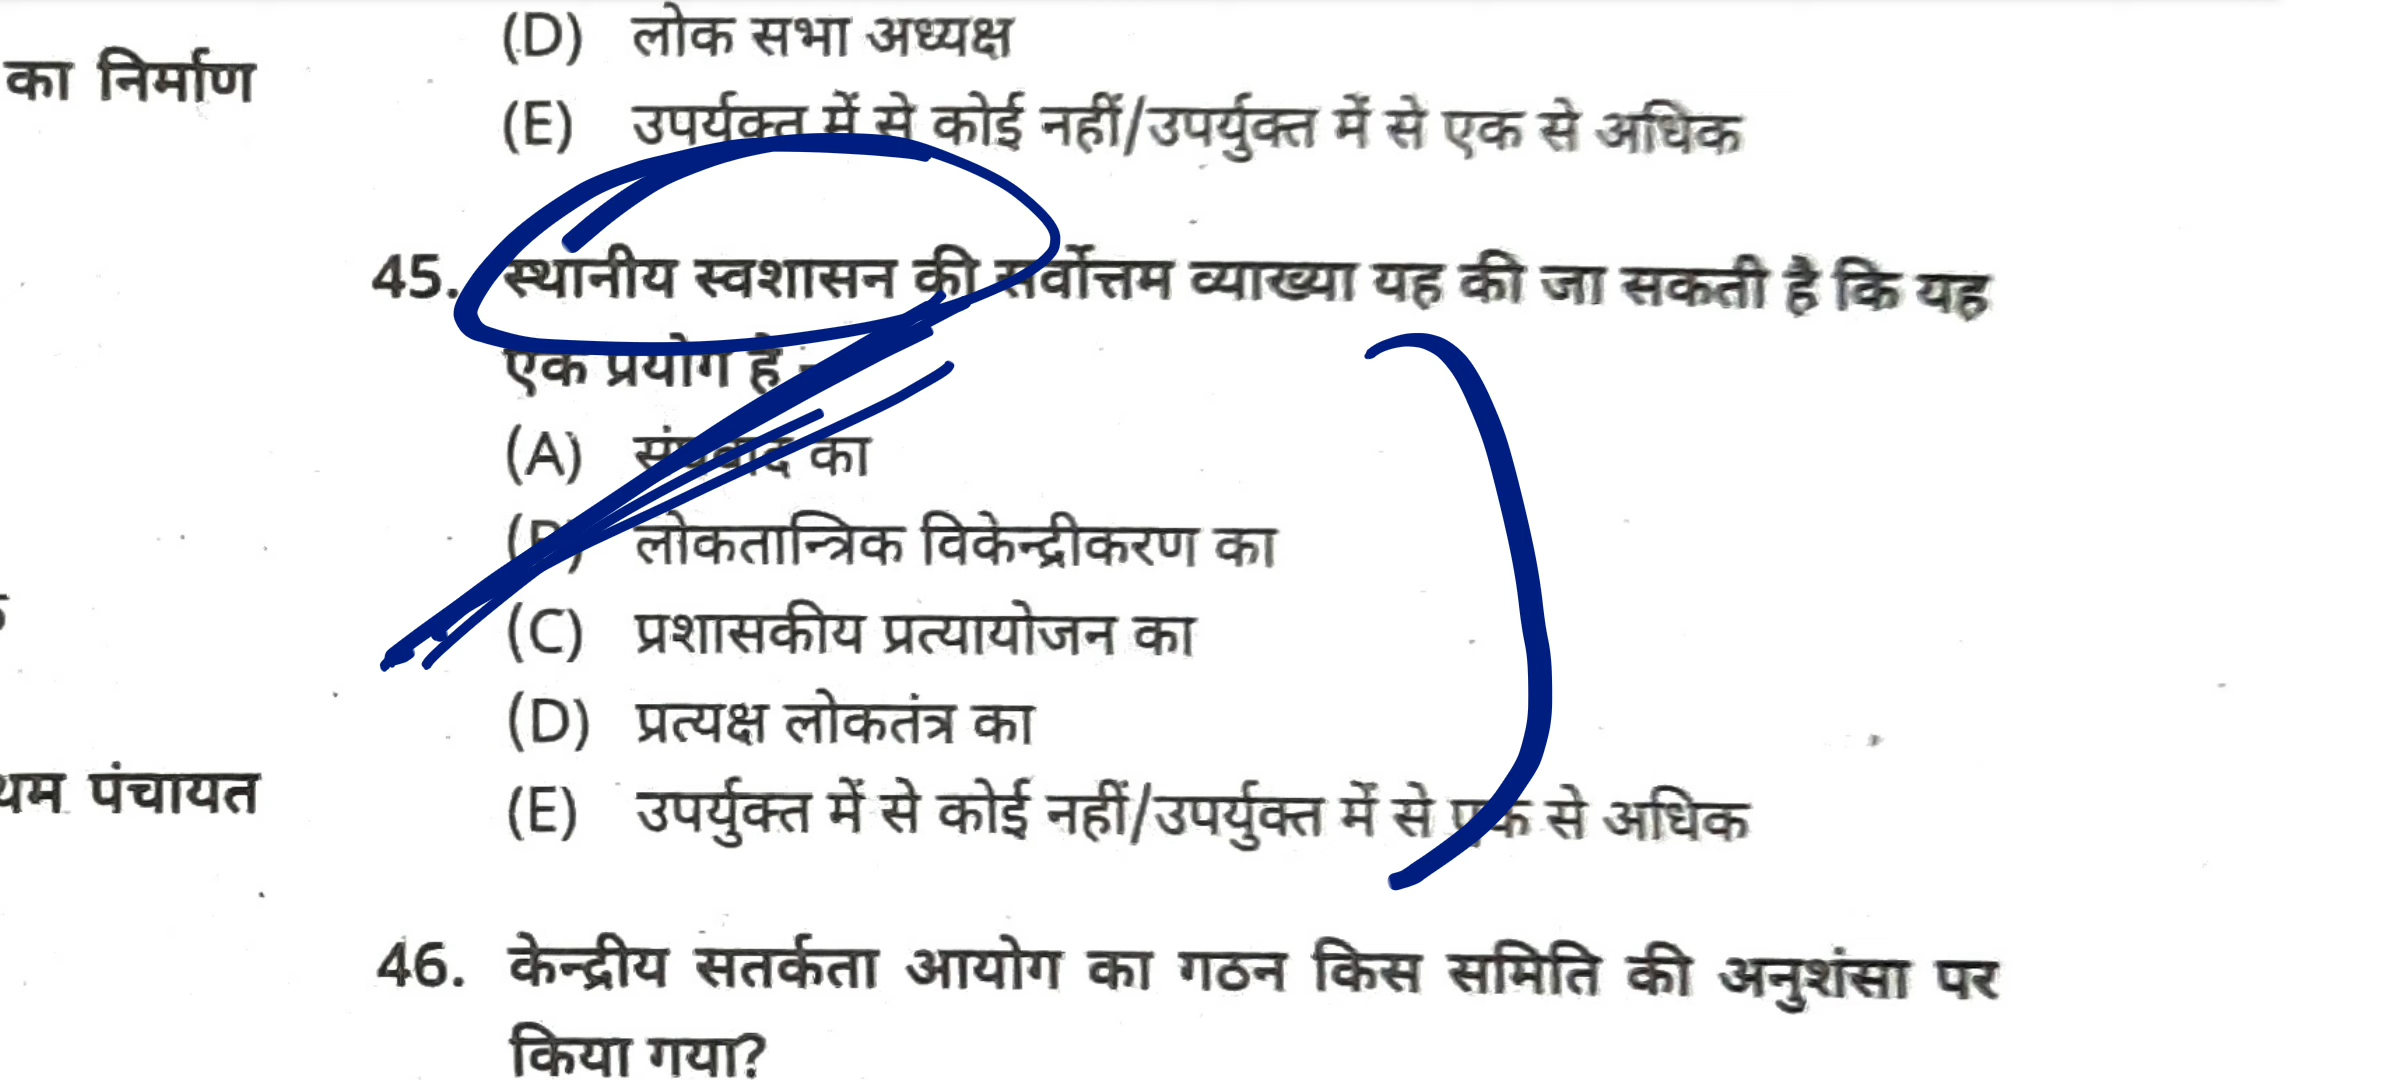 (D) लोक सभा अध्यक्ष
का निर्माण
(E) उपर्युक्त में से कोई नहीं/उपर्युक्त में से एक से अधिक
45. स्थानीय स्वशासन की सर्वोत्तम व्याख्या यह की जा सकती है कि यह
एक प्रयोग है -
(A) संघवाद का
(B) लोकतान्त्रिक विकेन्द्रीकरण का
(C) प्रशासकीय प्रत्यायोजन का
(D) प्रत्यक्ष लोकतंत्र का
पंचायत
(E) उपर्युक्त में से कोई नहीं/उपर्युक्त में से एक से अधिक
46. केन्द्रीय सतर्कता आयोग का गठन किस समिति की अनुशंसा पर
किया गया?